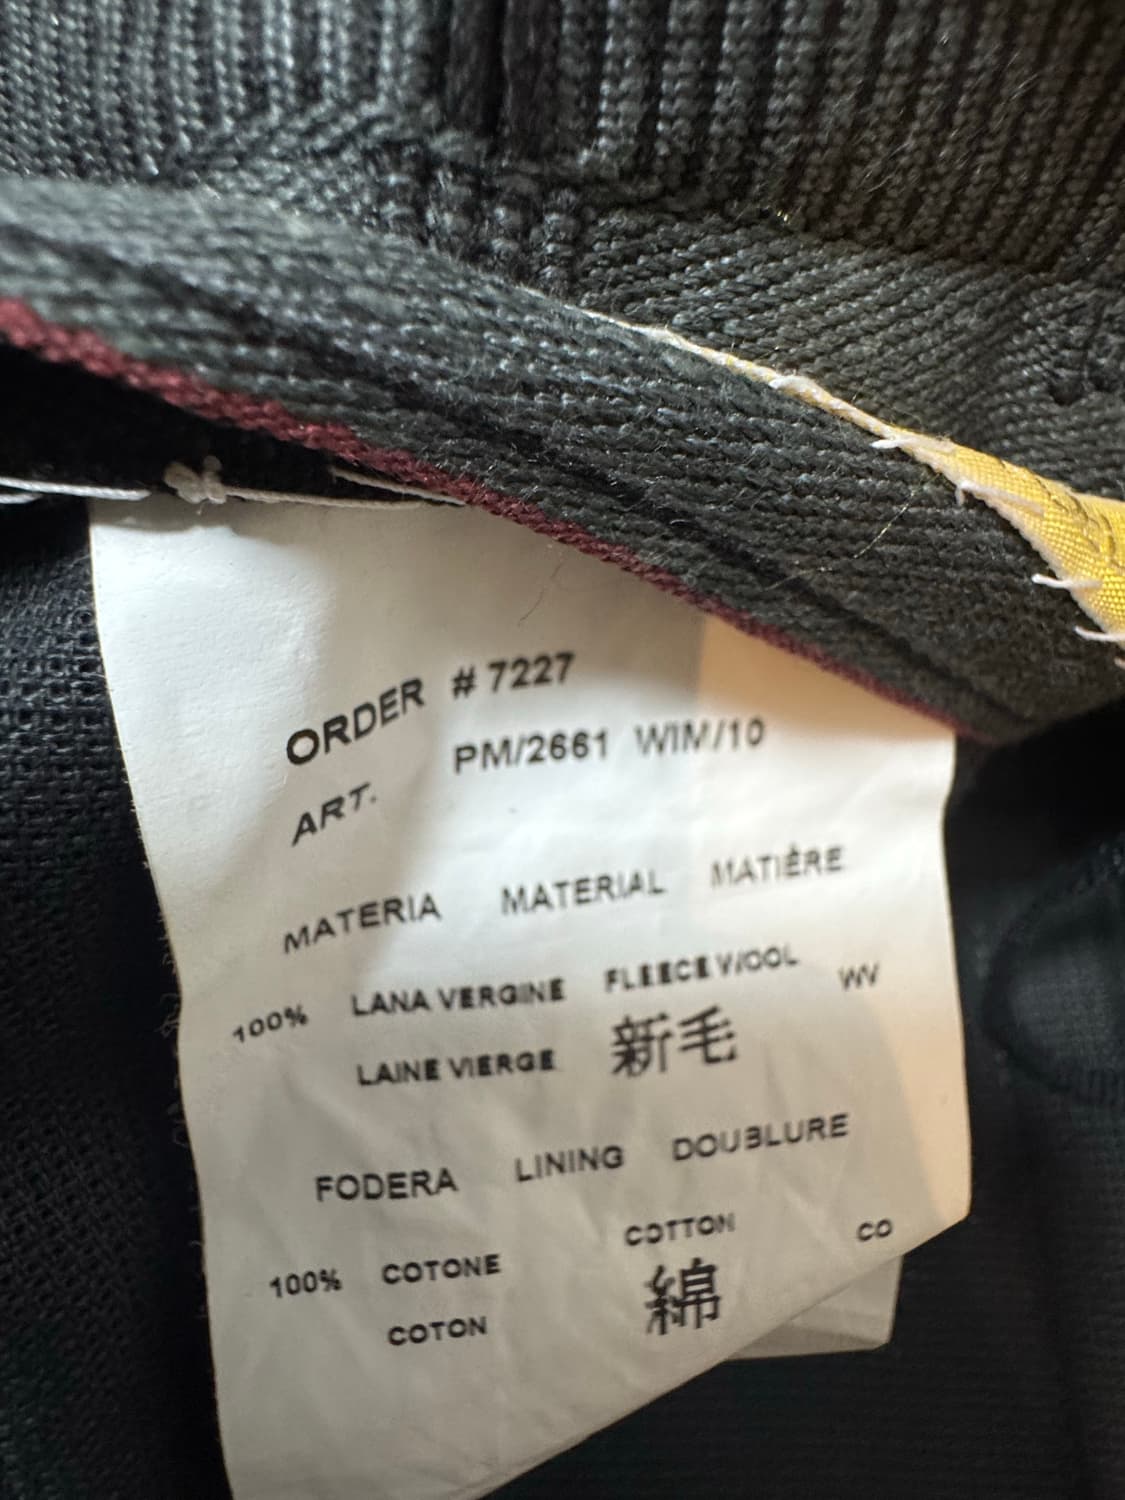 ORDER # 7227
ART. PM/2661 WIM/10
MATERIA MATERIAL MATIÈRE
100% LANA VERGINE FLEECE WOOL WV
LAINE VIERGE 新毛
FODERA LINING DOUBLURE
100% COTONE COTTON CO
COTON 綿